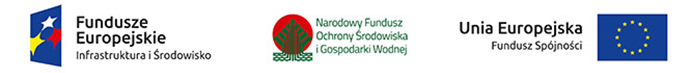 Fundusze
Europejskie
Infrastruktura i Środowisko
Narodowy Fundusz
Ochrony Środowiska
i Gospodarki Wodnej
Unia Europejska
Fundusz Spójności